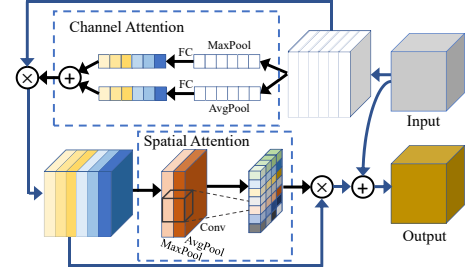 Channel Attention
MaxPool
FC
FC
AvgPool
Input
Spatial Attention
Conv
AvgPool
MaxPool
Output